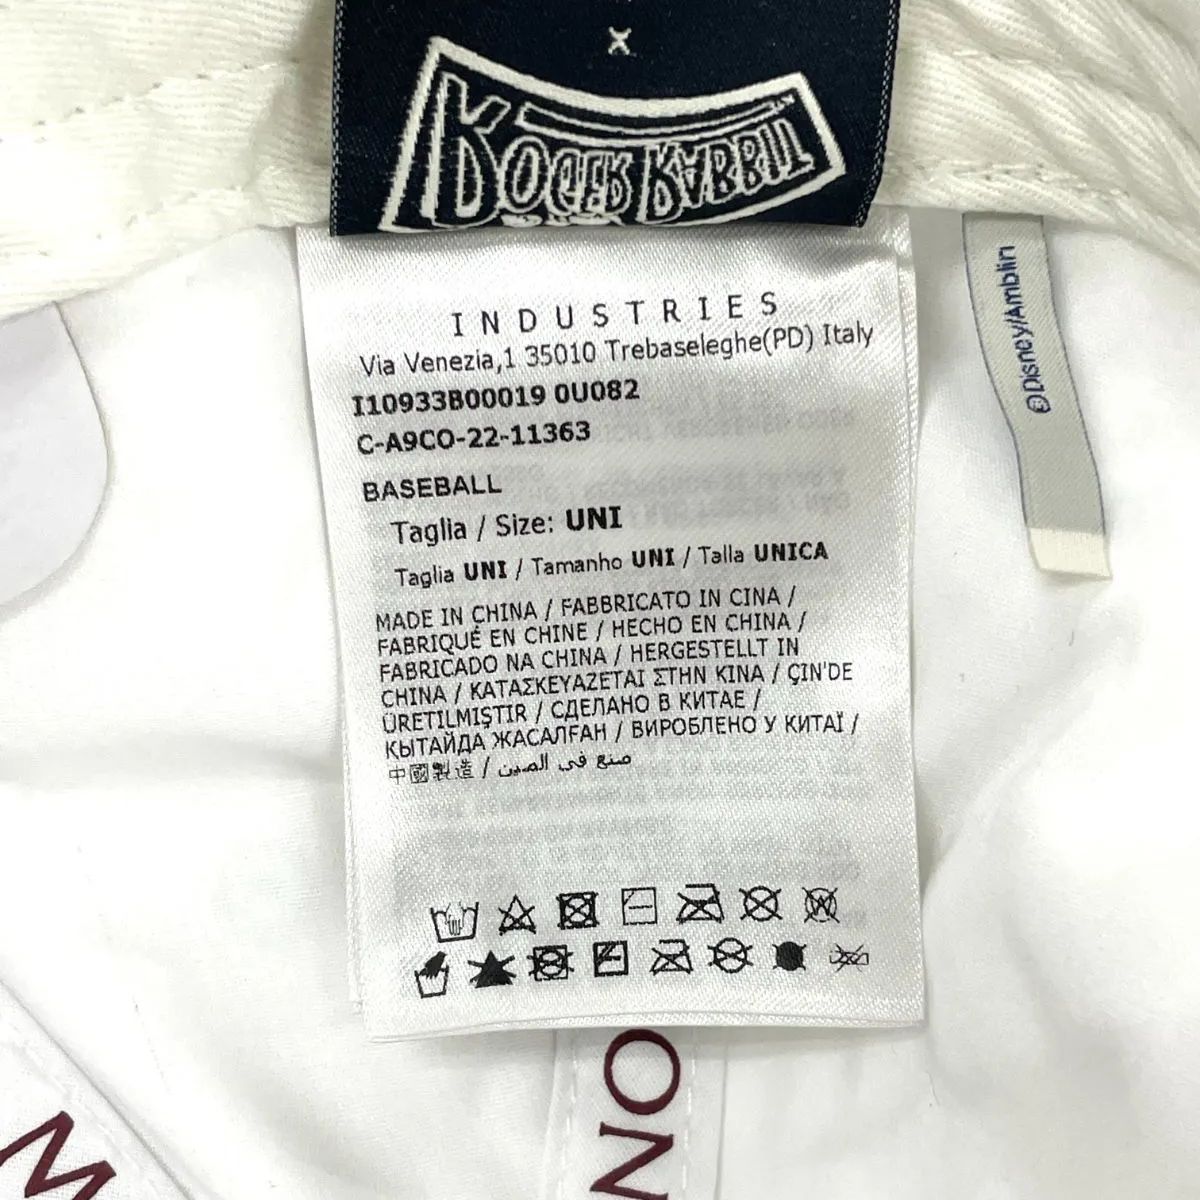 x
ROGER RABBIT
INDUSTRIES
Via Venezia,1 35010 Trebaseleghe(PD) Italy
I10933B00019 0U082
C-A9CO-22-11363
BASEBALL
Taglia / Size: UNI
Taglia UNI / Tamanho UNI / Talla UNICA
MADE IN CHINA / FABBRICATO IN CINA /
FABRIQUÉ EN CHINE / HECHO EN CHINA /
FABRICADO NA CHINA / HERGESTELLT IN
CHINA / ΚΑΤΑΣΚΕΥΑΖΕΤΑΙ ΣΤΗΝ ΚΙΝΑ / ÇIN'DE
ÜRETILMIŞTIR / СДЕЛАНО В КИТАЕ /
ҚЫТАЙДА ЖАСАЛҒАН / ВИРОБЛЕНО У КИТАЇ /
中國製造 / صنع في الصين
©Disney/Amblin
ON
M